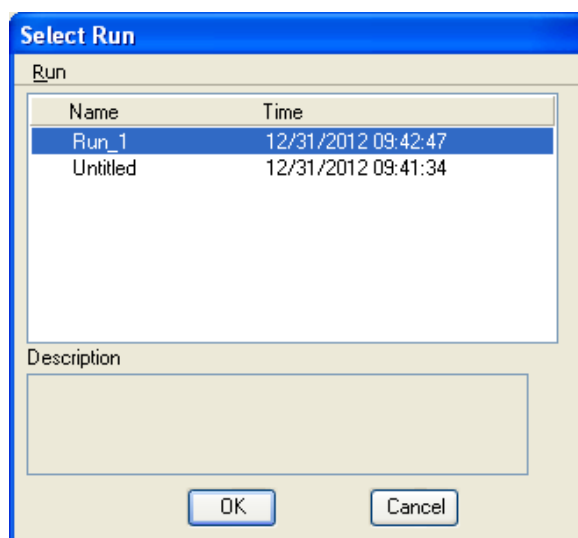 Select Run
Run
Name Time
Run_1 12/31/2012 09:42:47
Untitled 12/31/2012 09:41:34
Description
OK Cancel